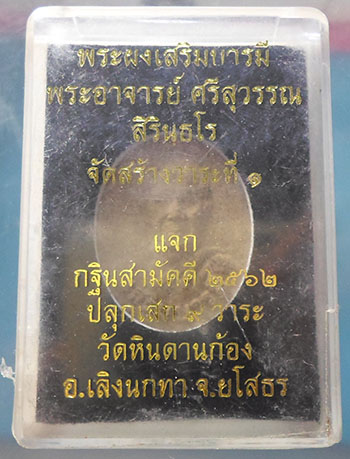 พระผงเสริมบารมี
พระอาจารย์ ศรีสุวรรณ
สิรินธโร
จัดสร้างวาระที่ ๑
แจก
กฐินสามัคคี ๒๕๖๒
ปลุกเสก ๙ วาระ
วัดหินดานก้อง
อ.เลิงนกทา จ.ยโสธร